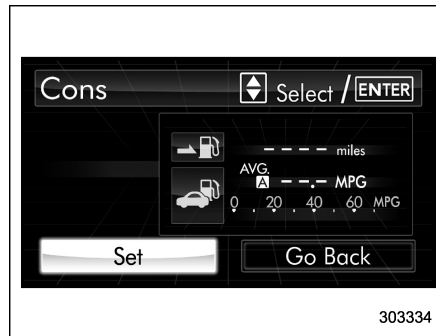 Cons Select / ENTER
---- miles
AVG.
A --.- MPG
0 20 40 60 MPG
Set Go Back
303334